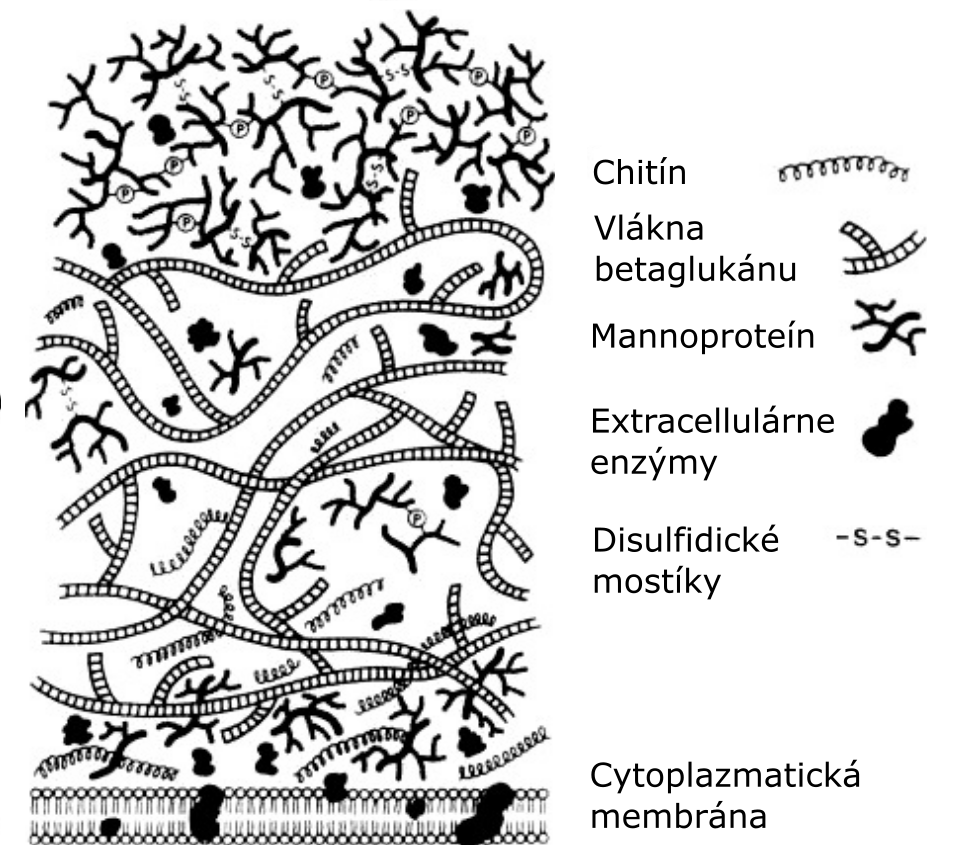 Chitín
Vlákna
betaglukánu
Mannoproteín
Extracellulárne
enzýmy
Disulfidické
mostíky
-S-S-
Cytoplazmatická
membrána
P
S-S
S-S
P
S-S
P
P
P
P
P
S-S
P
S-S
S-S
P